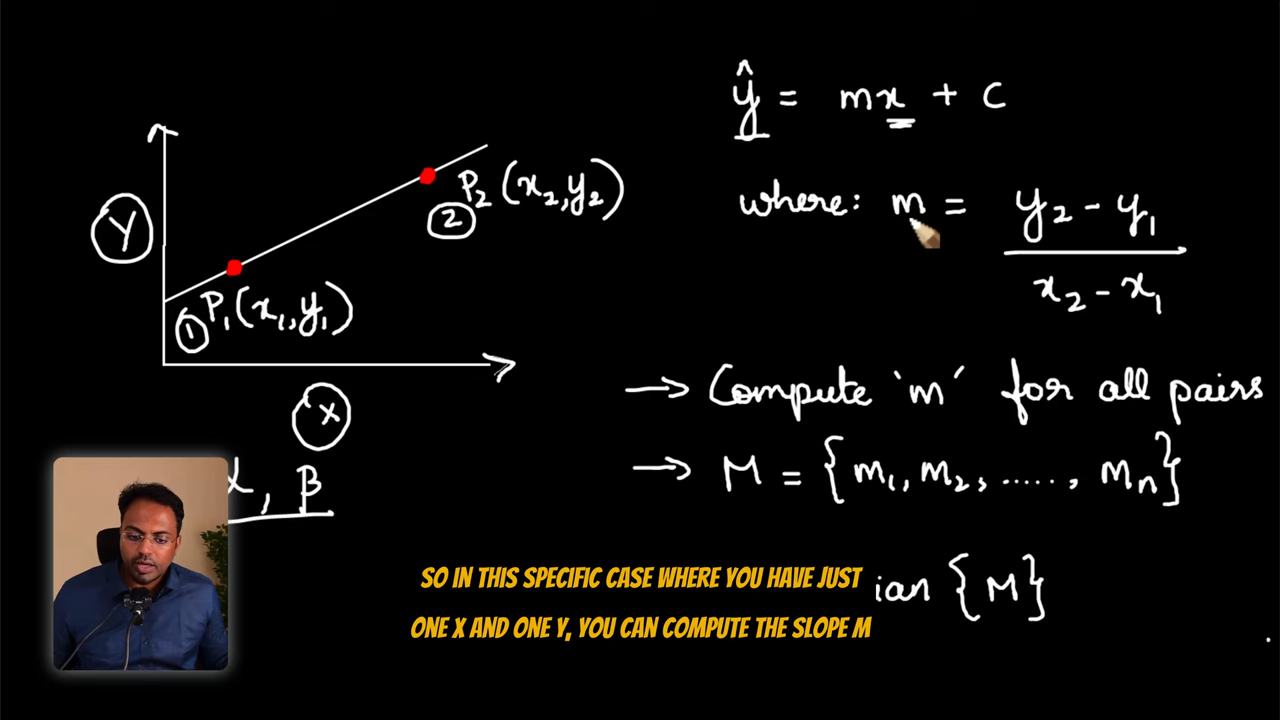 ŷ = mx + c
where: m = y₂ - y₁
x₂ - x₁
Y
P₂ (x₂, y₂)
2
P₁ (x₁, y₁)
1
X
, β
→ Compute 'm' for all pairs
→ M = {m₁, m₂, ....., mₙ}
ian {M}
SO IN THIS SPECIFIC CASE WHERE YOU HAVE JUST
ONE X AND ONE Y, YOU CAN COMPUTE THE SLOPE M